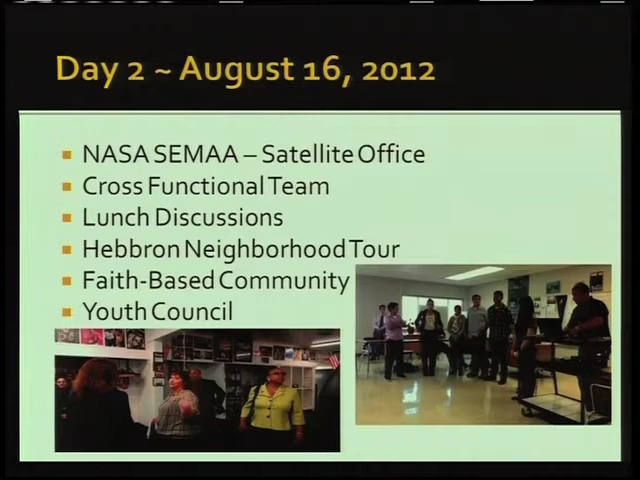 Day 2 ~ August 16, 2012
NASA SEMAA – Satellite Office
Cross Functional Team
Lunch Discussions
Hebbron Neighborhood Tour
Faith-Based Community
Youth Council